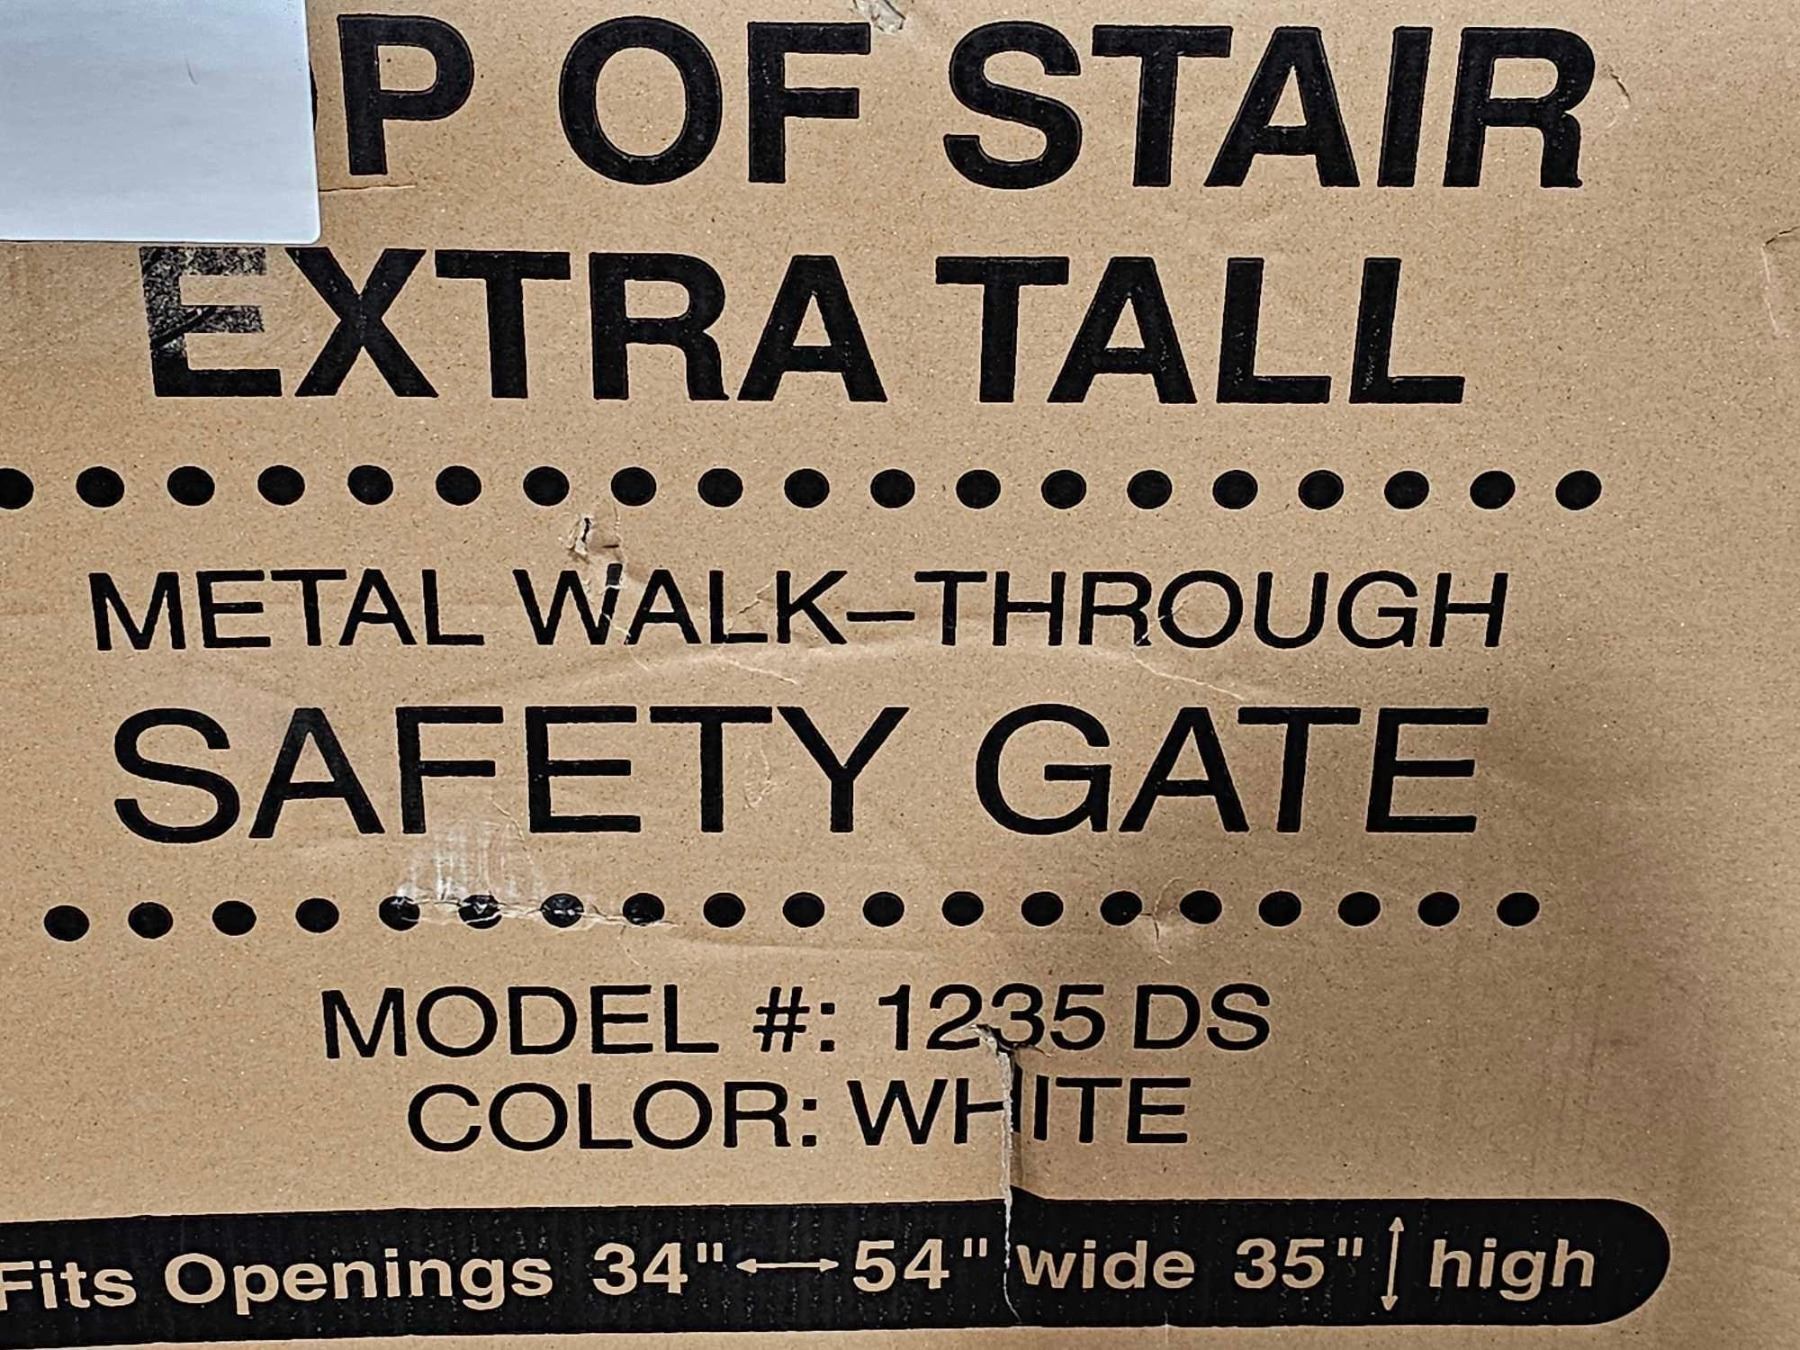 P OF STAIR
EXTRA TALL
METAL WALK-THROUGH
SAFETY GATE
MODEL #: 1235 DS
COLOR: WHITE
Fits Openings 34" ↔ 54" wide 35" ↕ high